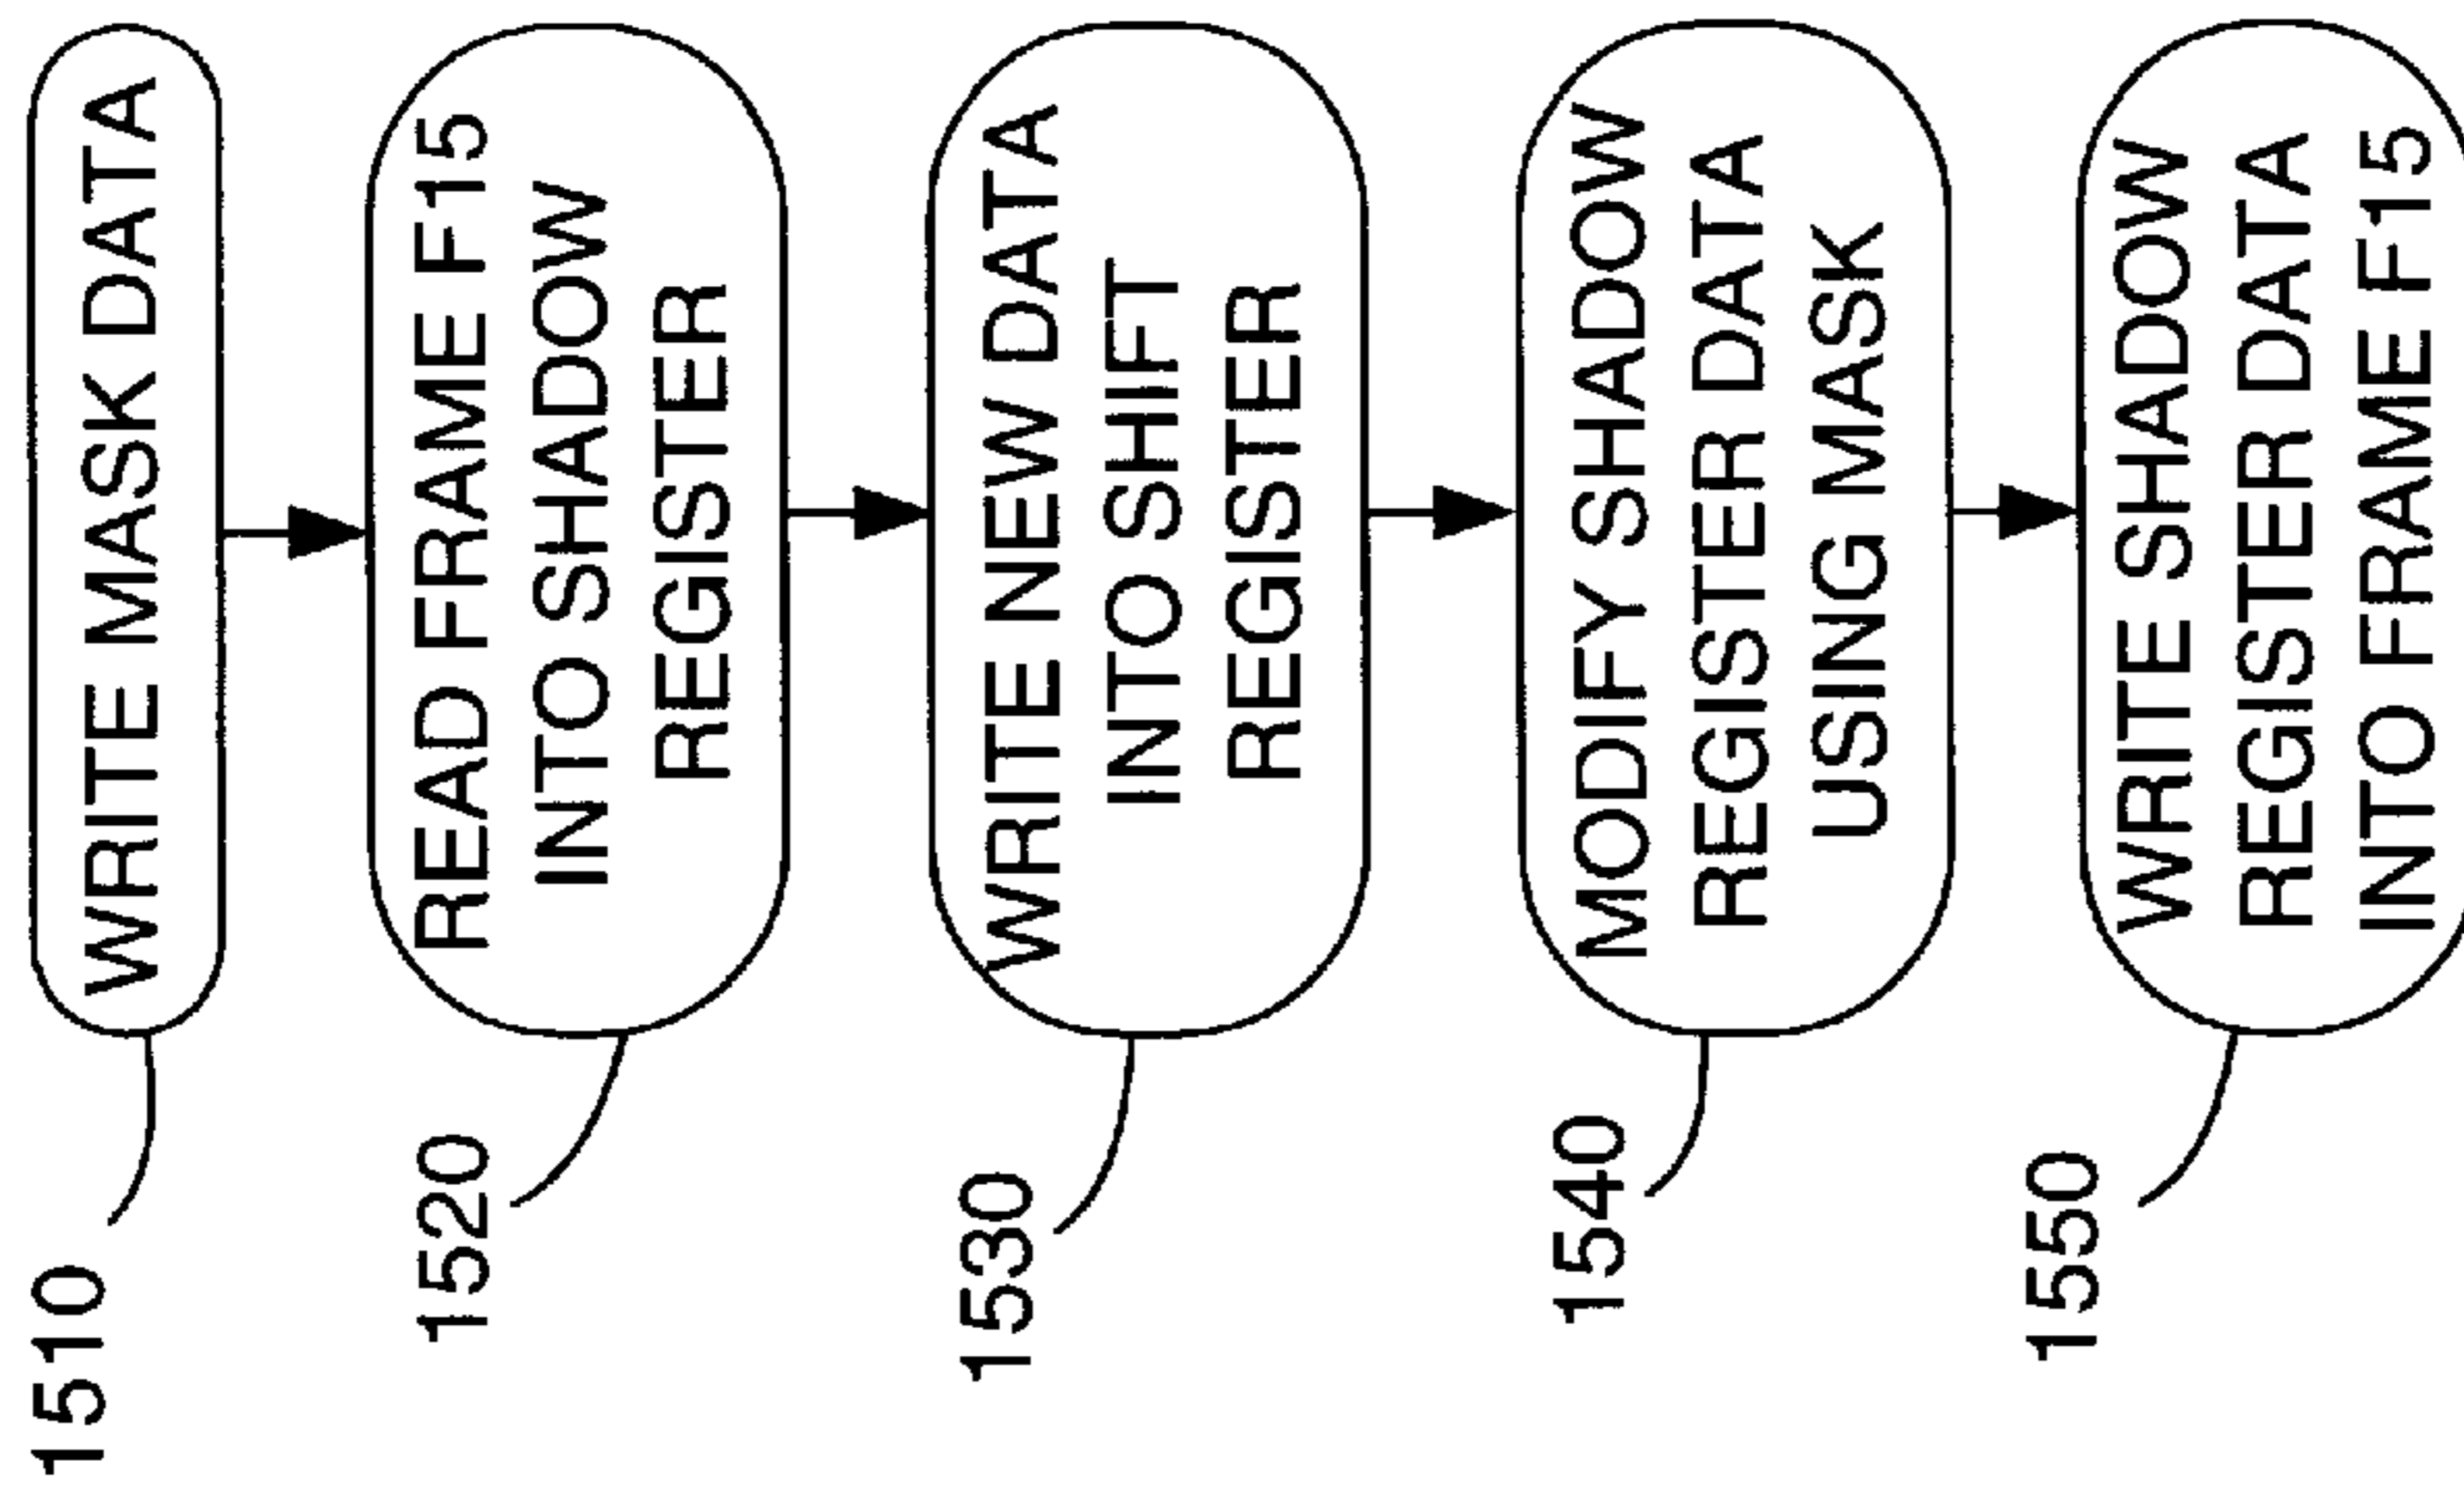 1510
WRITE MASK DATA
1520
READ FRAME F15
INTO SHADOW
REGISTER
1530
WRITE NEW DATA
INTO SHIFT
REGISTER
1540
MODIFY SHADOW
REGISTER DATA
USING MASK
1550
WRITE SHADOW
REGISTER DATA
INTO FRAME F15